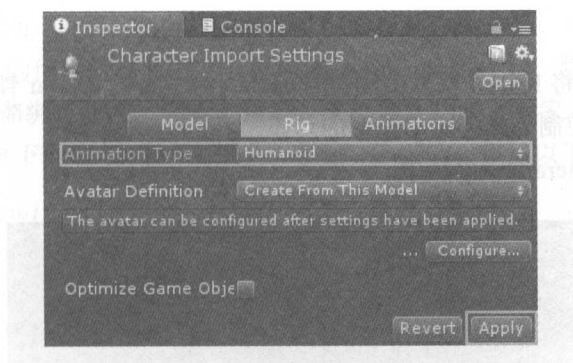 Inspector Console
Character Import Settings
Open
Model Rig Animations
Animation Type Humanoid
Avatar Definition Create From This Model
The avatar can be configured after settings have been applied.
... Configure...
Optimize Game Obje
Revert Apply